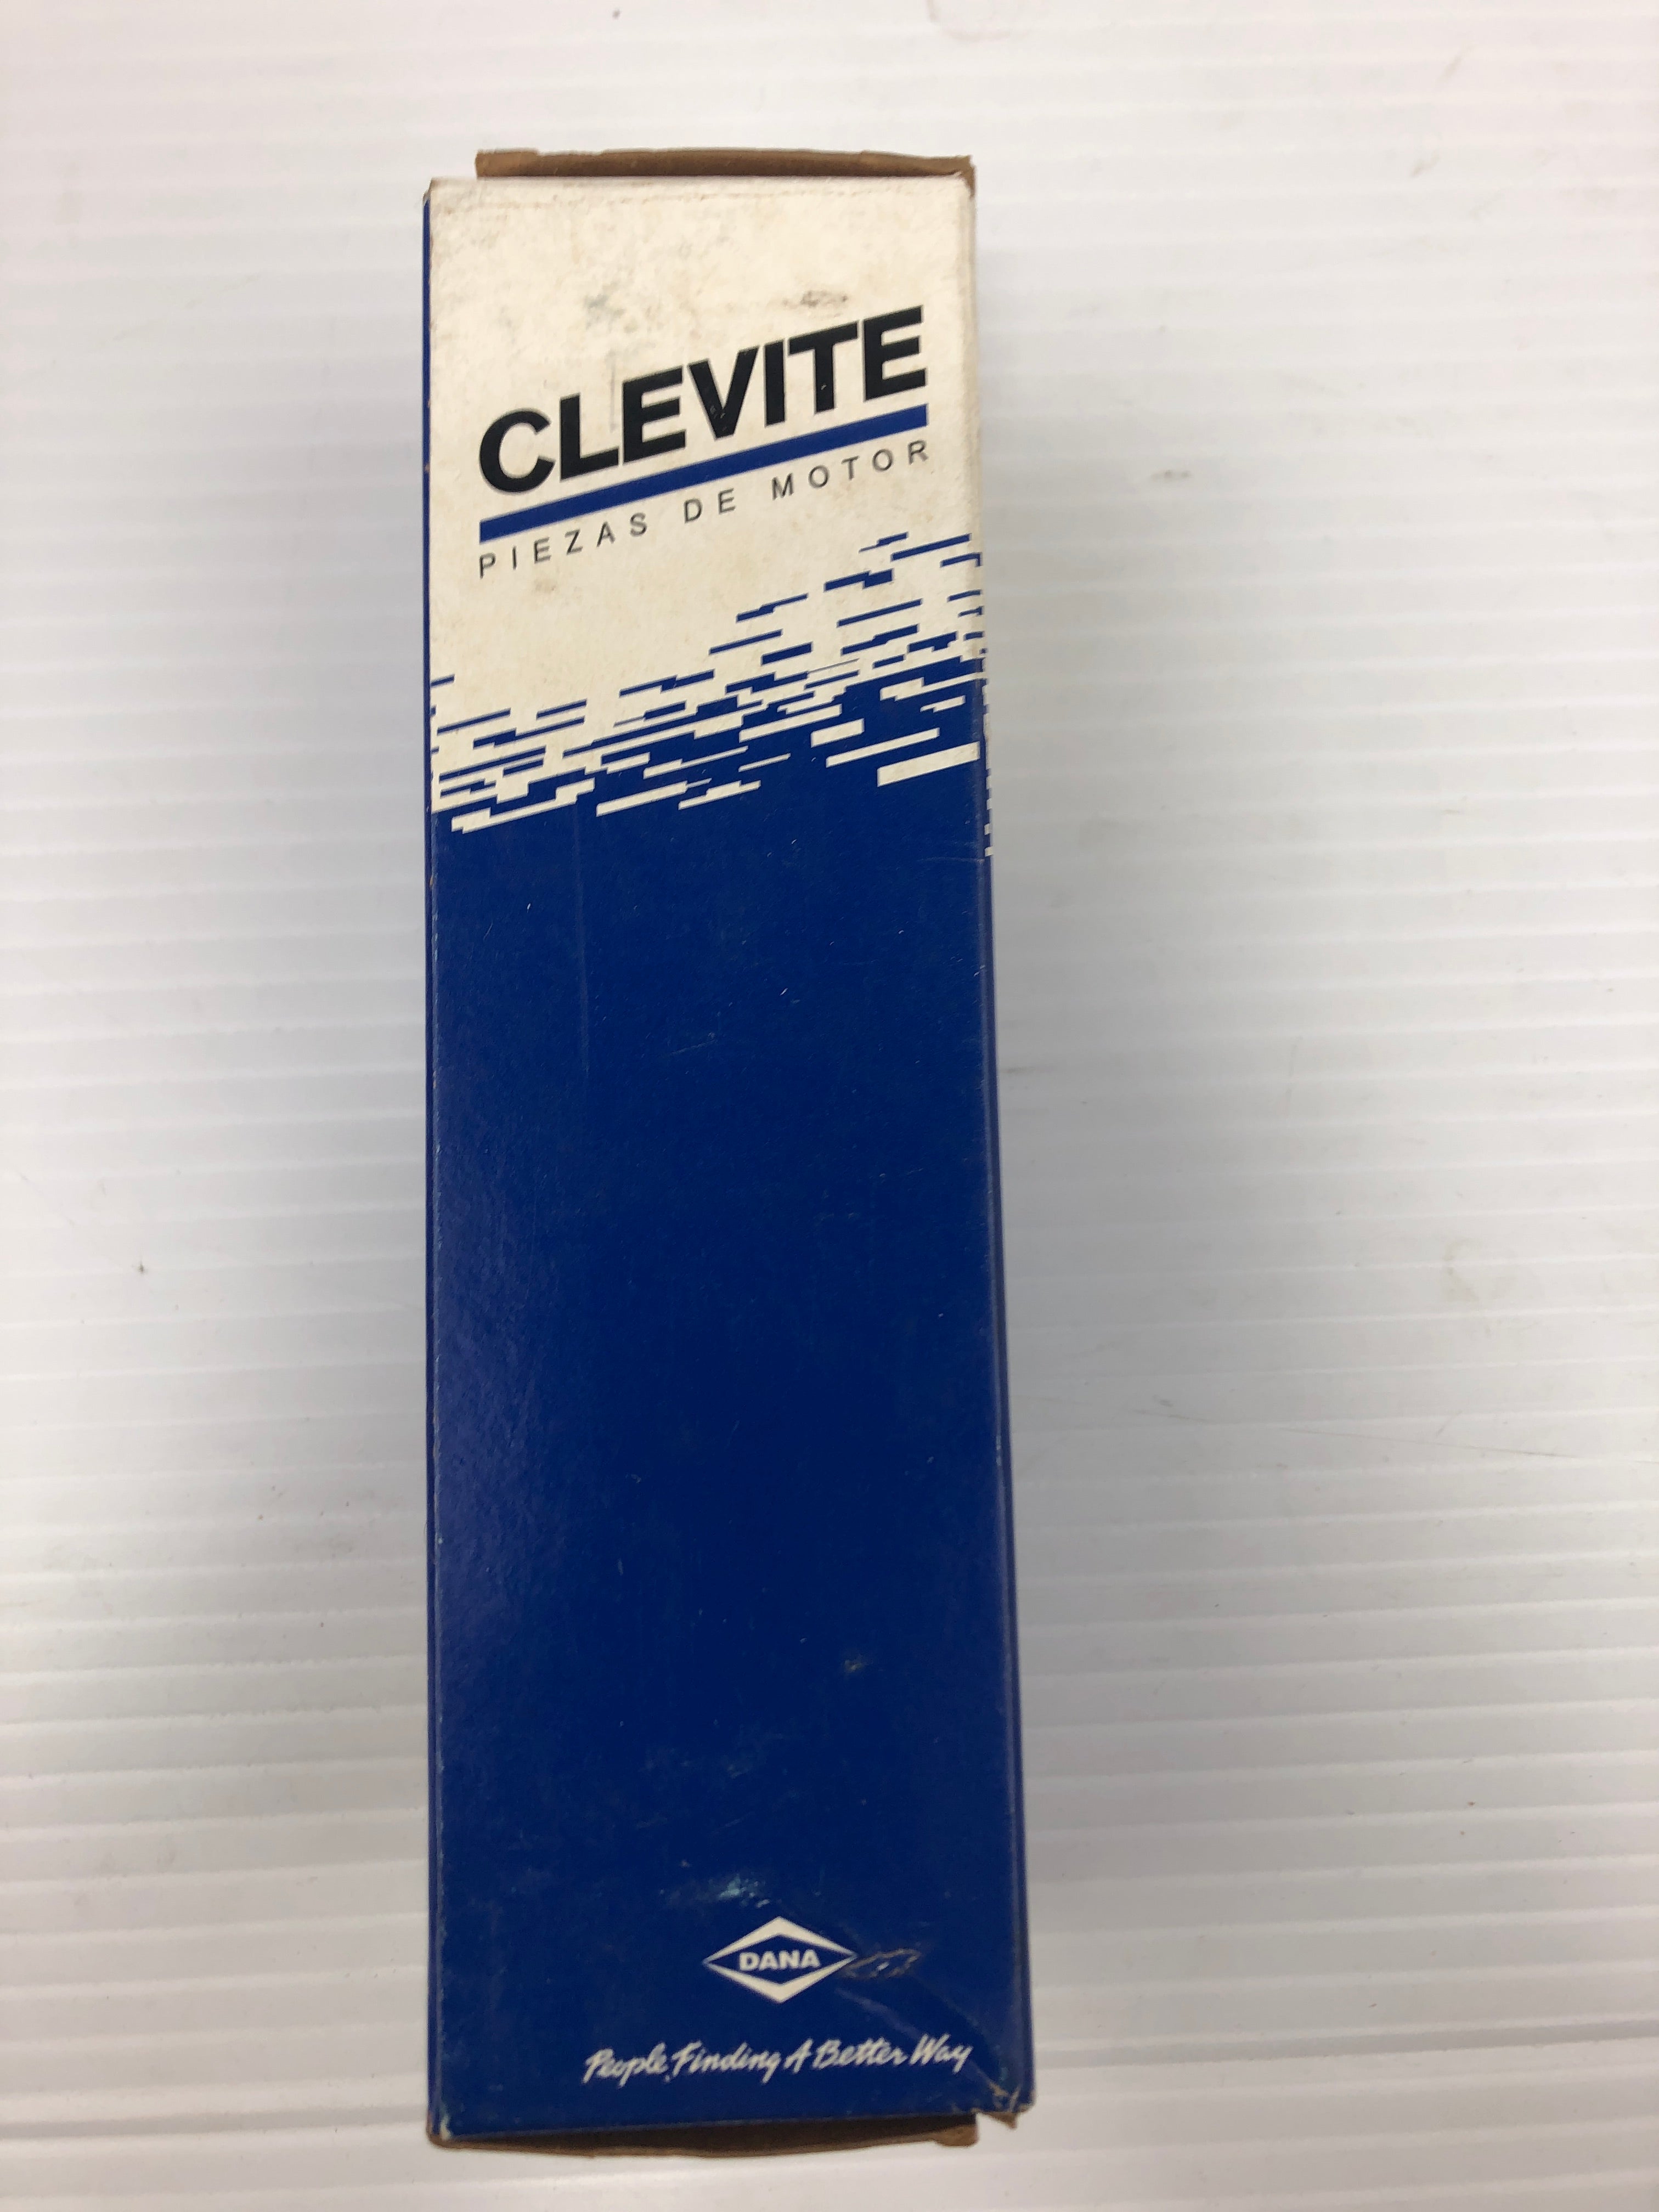 CLEVITE
PIEZAS DE MOTOR
DANA
People Finding A Better Way